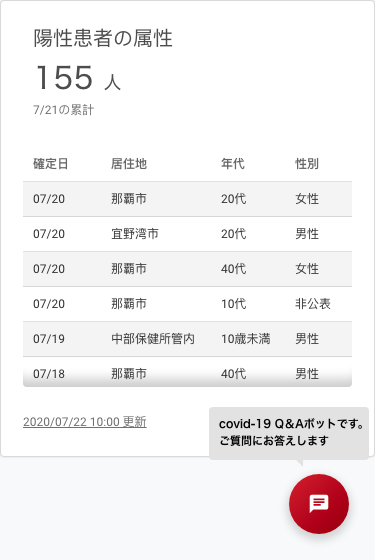 陽性患者の属性
155 人
7/21の累計
確定日 居住地 年代 性別
07/20 那覇市 20代 女性
07/20 宜野湾市 20代 男性
07/20 那覇市 40代 女性
07/20 那覇市 10代 非公表
07/19 中部保健所管内 10歳未満 男性
07/18 那覇市 40代 男性
2020/07/22 10:00 更新
covid-19 Q&Aボットです。
ご質問にお答えします